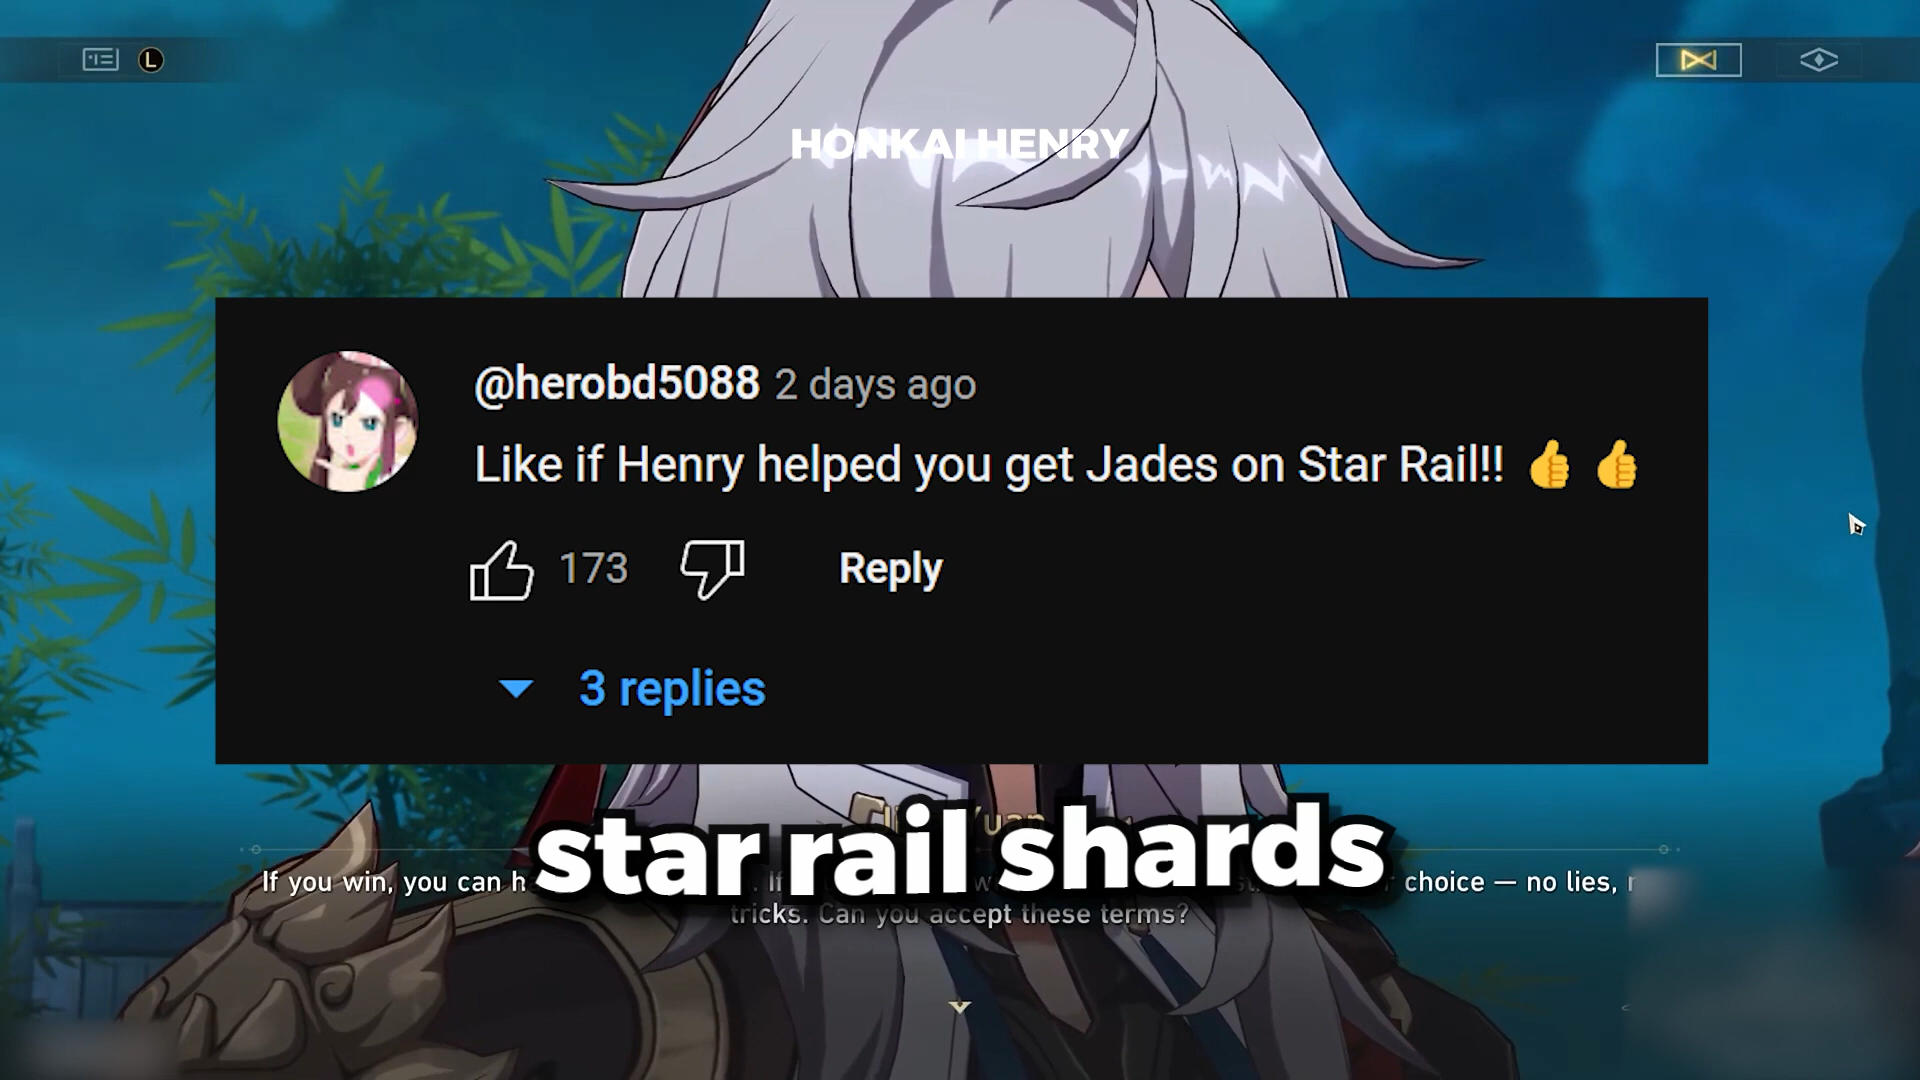 L
HONKAI HENRY
@herobd5088 2 days ago
Like if Henry helped you get Jades on Star Rail!! 👍 👍
173 Reply
3 replies
star rail shards
If you win, you can h
If
choice — no lies,
tricks. Can you accept these terms?